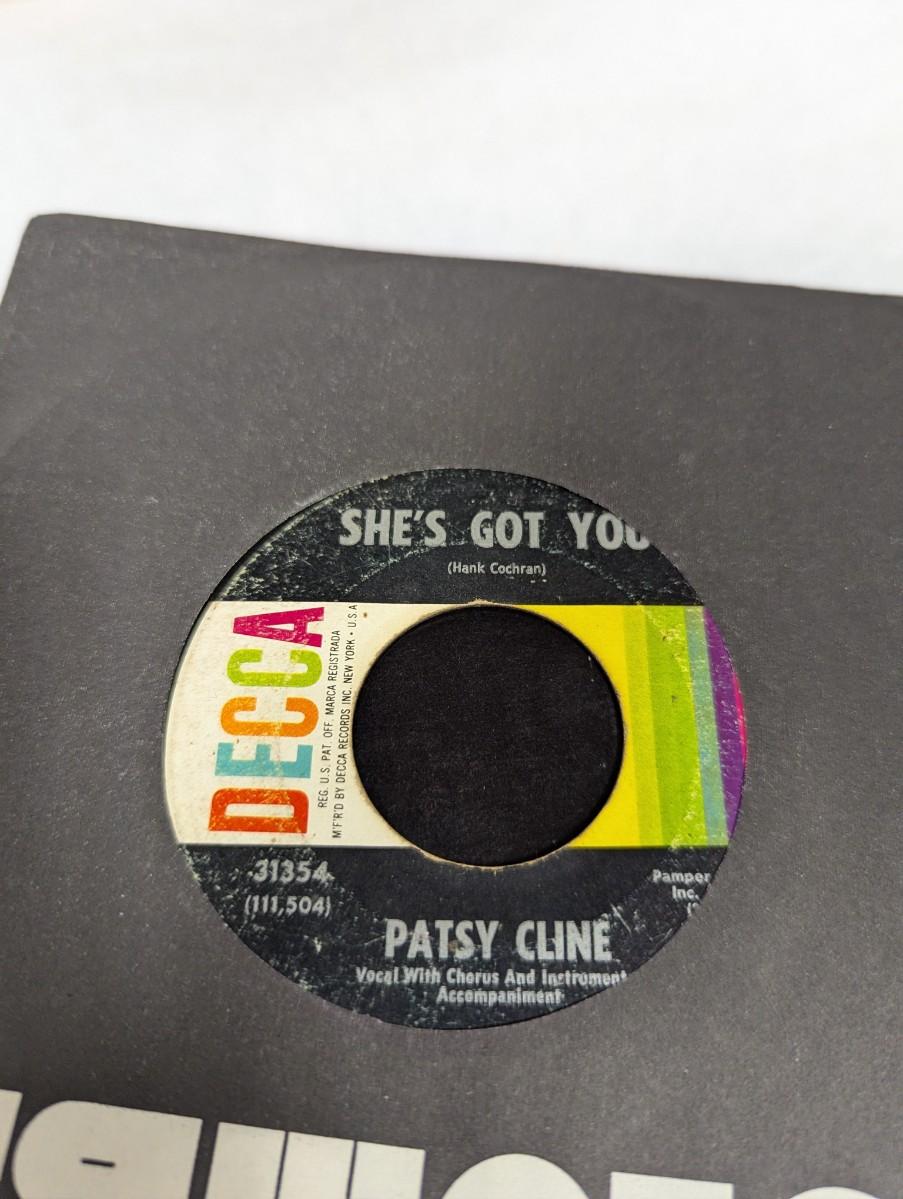 SHE'S GOT YOU
(Hank Cochran)
DECCA
REG. U.S. PAT. OFF. MARCA REGISTRADA
M'F'R'D BY DECCA RECORDS INC. NEW YORK • U.S.A
31354
(111,504)
Pamper
Inc.
PATSY CLINE
Vocal With Chorus And Instrument
Accompaniment